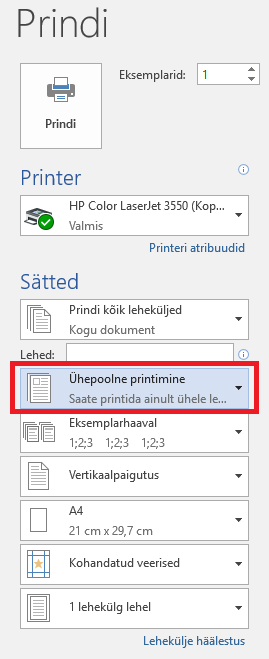 Prindi
Eksemplarid: 1
Prindi
Printer
HP Color LaserJet 3550 (Kop...
Valmis
Printeri atribuudid
Sätted
Prindi kõik leheküljed
Kogu dokument
Lehed:
Ühepoolne printimine
Saate printida ainult ühele le...
Eksemplarhaaval
1;2;3 1;2;3 1;2;3
Vertikaalpaigutus
A4
21 cm x 29,7 cm
Kohandatud veerised
1 lehekülg lehel
Lehekülje häälestus